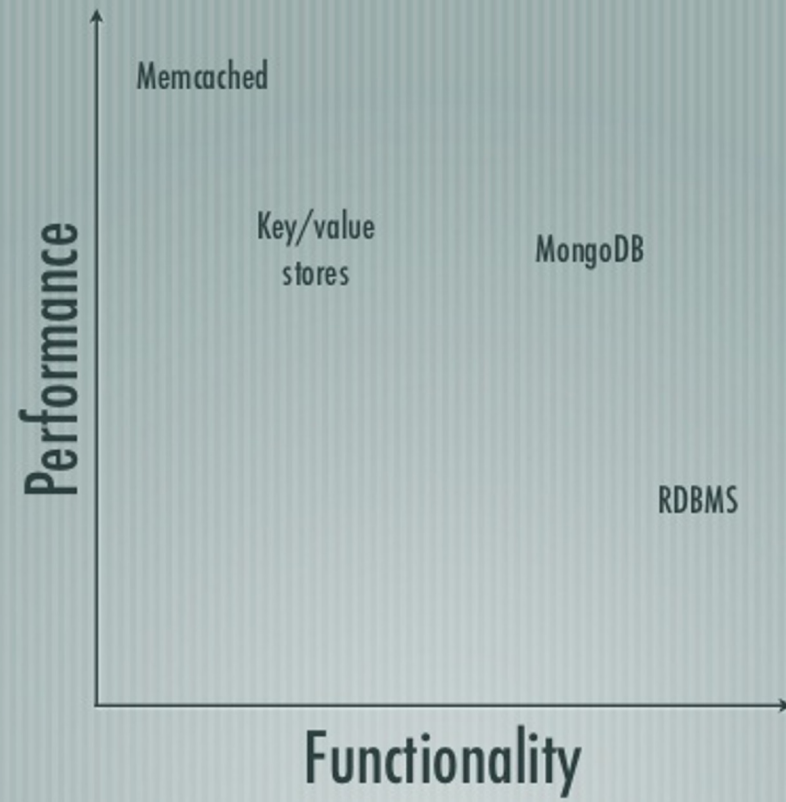 Memcached
Key/value
stores
MongoDB
RDBMS
Performance
Functionality